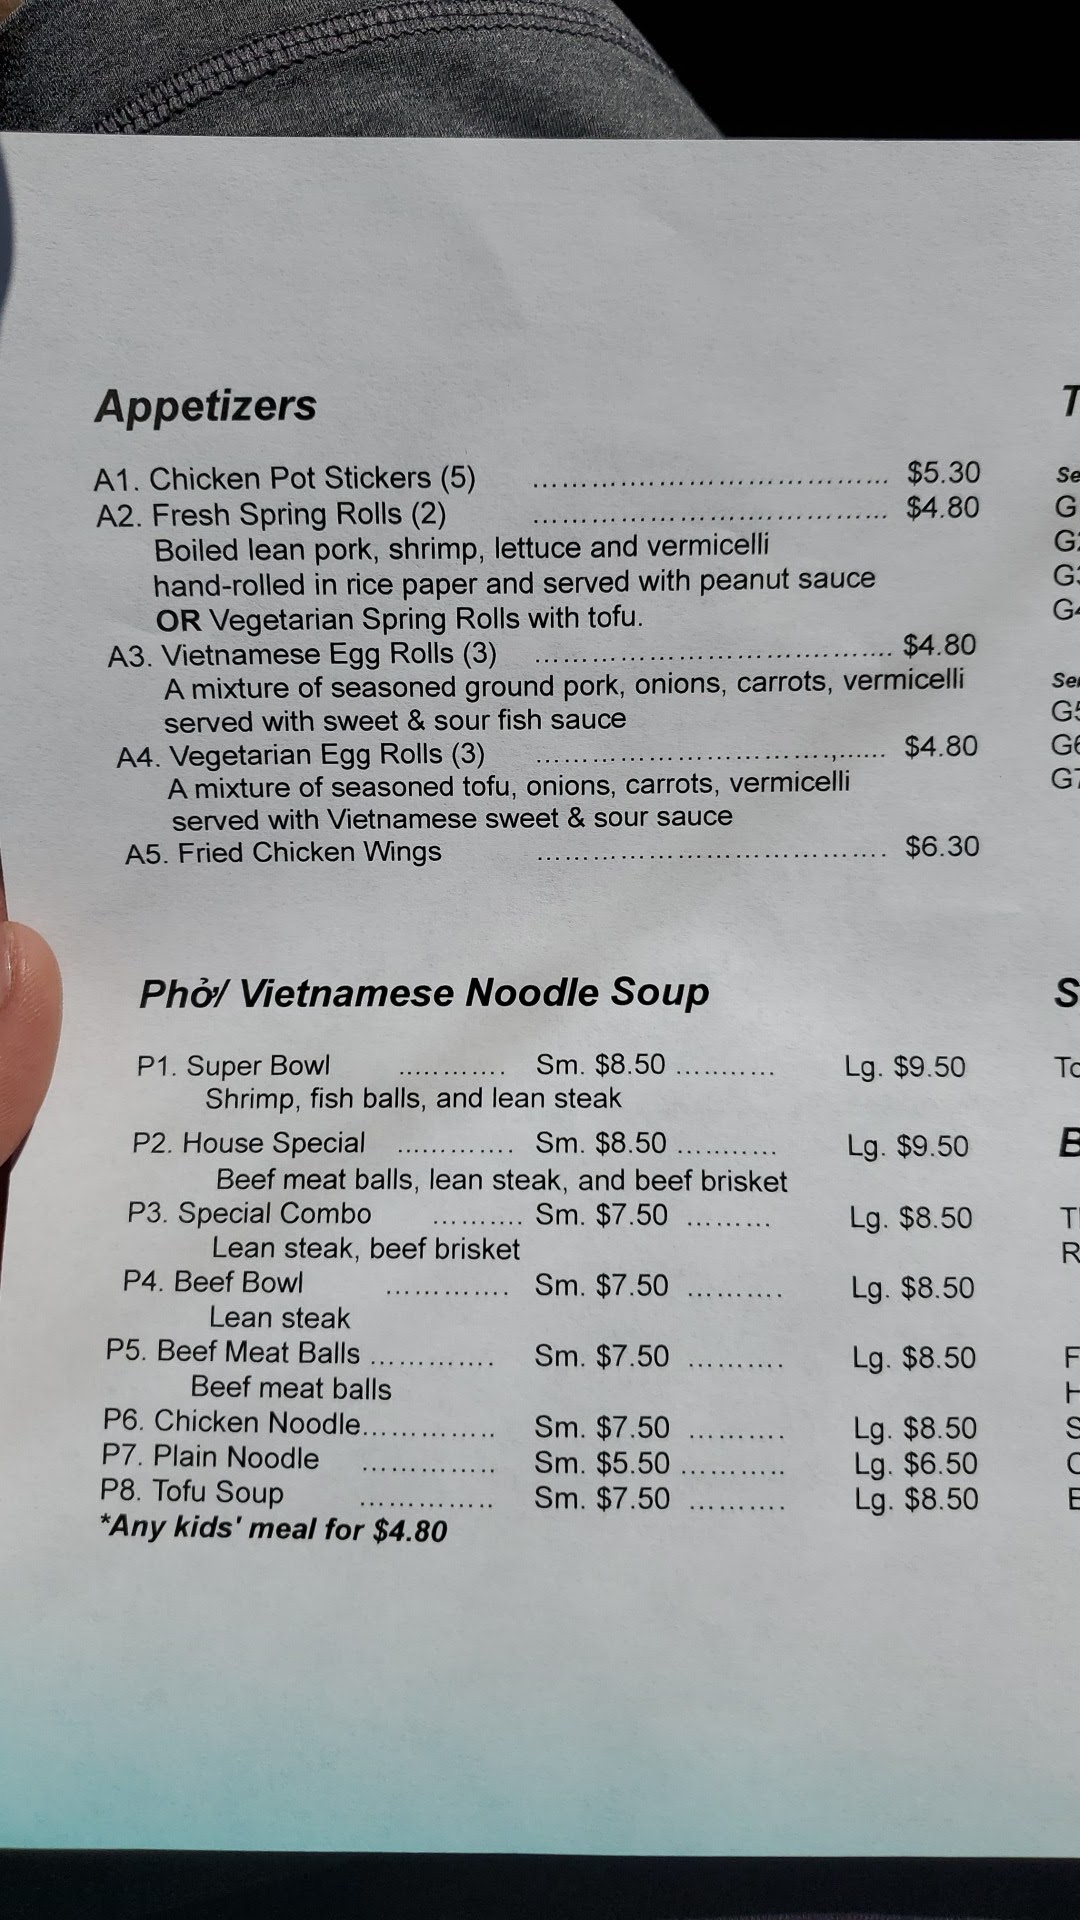 Appetizers
A1. Chicken Pot Stickers (5) ...................................... $5.30
A2. Fresh Spring Rolls (2) ...................................... $4.80
Boiled lean pork, shrimp, lettuce and vermicelli
hand-rolled in rice paper and served with peanut sauce
OR Vegetarian Spring Rolls with tofu.
A3. Vietnamese Egg Rolls (3) ...................................... $4.80
A mixture of seasoned ground pork, onions, carrots, vermicelli
served with sweet & sour fish sauce
A4. Vegetarian Egg Rolls (3) ................................,...... $4.80
A mixture of seasoned tofu, onions, carrots, vermicelli
served with Vietnamese sweet & sour sauce
A5. Fried Chicken Wings ...................................... $6.30
Phở/ Vietnamese Noodle Soup
P1. Super Bowl ............ Sm. $8.50 ........... Lg. $9.50
Shrimp, fish balls, and lean steak
P2. House Special ............. Sm. $8.50 ........... Lg. $9.50
Beef meat balls, lean steak, and beef brisket
P3. Special Combo .......... Sm. $7.50 ......... Lg. $8.50
Lean steak, beef brisket
P4. Beef Bowl ............. Sm. $7.50 .......... Lg. $8.50
Lean steak
P5. Beef Meat Balls ............. Sm. $7.50 .......... Lg. $8.50
Beef meat balls
P6. Chicken Noodle.............. Sm. $7.50 .......... Lg. $8.50
P7. Plain Noodle .............. Sm. $5.50 ........... Lg. $6.50
P8. Tofu Soup .............. Sm. $7.50 .......... Lg. $8.50
*Any kids' meal for $4.80